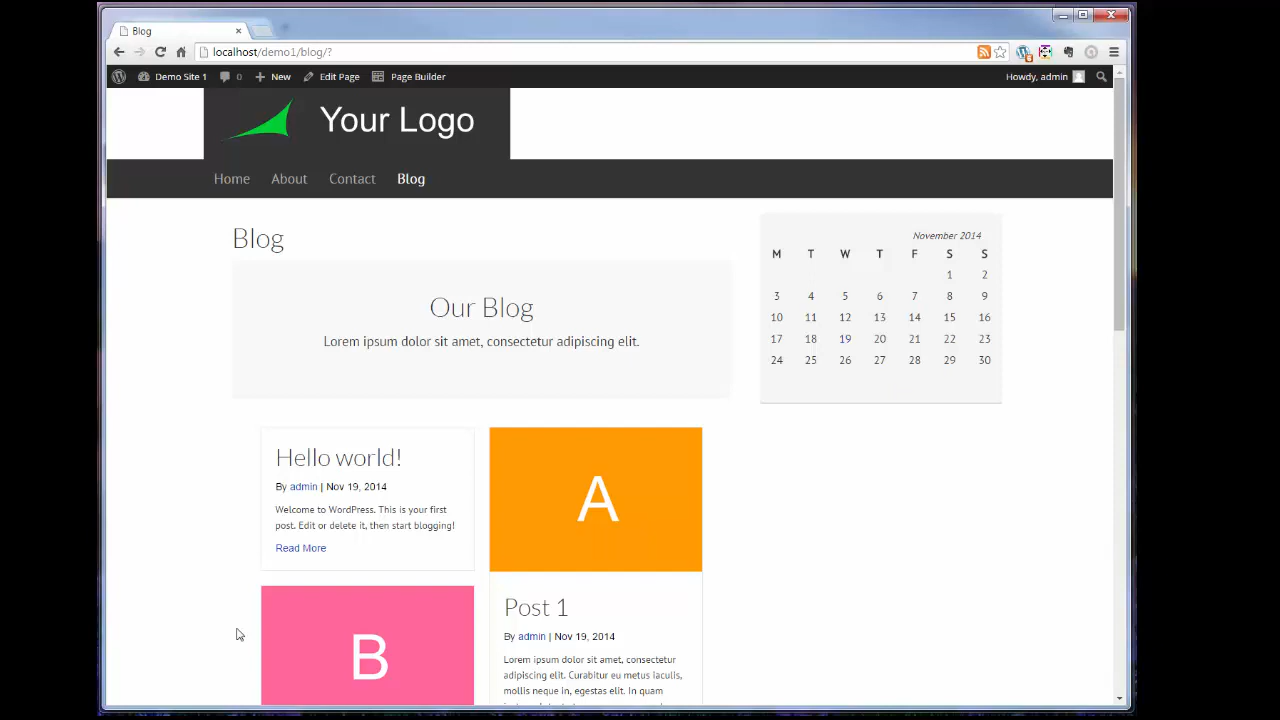 Blog
localhost/demo1/blog/?
Demo Site 1 0 New Edit Page Page Builder Howdy, admin
Your Logo
Home About Contact Blog
Blog
Our Blog
Lorem ipsum dolor sit amet, consectetur adipiscing elit.
November 2014
M T W T F S S
1 2
3 4 5 6 7 8 9
10 11 12 13 14 15 16
17 18 19 20 21 22 23
24 25 26 27 28 29 30
Hello world!
By admin | Nov 19, 2014
Welcome to WordPress. This is your first
post. Edit or delete it, then start blogging!
Read More
A
Post 1
By admin | Nov 19, 2014
Lorem ipsum dolor sit amet, consectetur
adipiscing elit. Curabitur eu metus iaculis,
mollis neque in, egestas elit. In quam
B